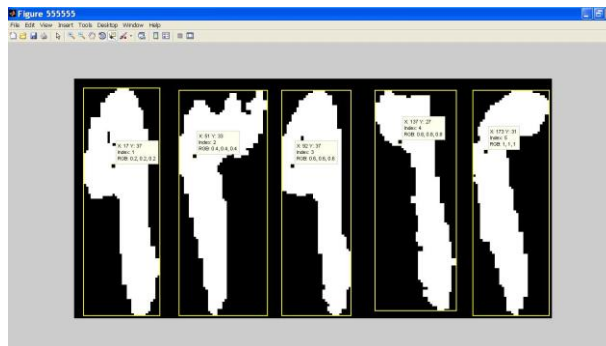 Figure 555555
File Edit View Insert Tools Desktop Window Help
X: 17 Y: 37
Index: 1
RGB: 0.2, 0.2, 0.2
X: 51 Y: 33
Index: 2
RGB: 0.4, 0.4, 0.4
X: 92 Y: 37
Index: 3
RGB: 0.6, 0.6, 0.6
X: 137 Y: 27
Index: 4
RGB: 0.8, 0.8, 0.8
X: 173 Y: 31
Index: 5
RGB: 1, 1, 1